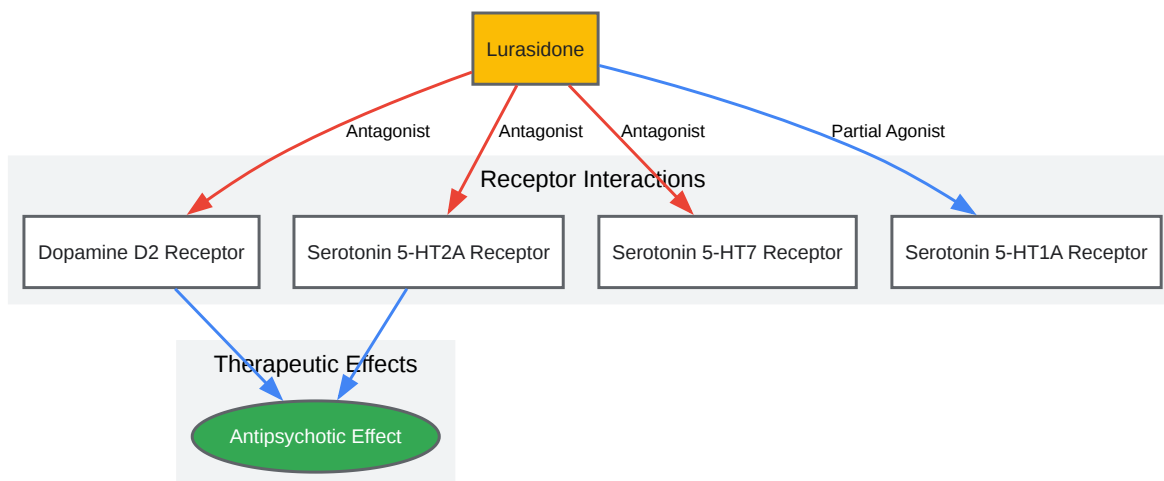 Lurasidone
Antagonist
Antagonist
Antagonist
Partial Agonist
Receptor Interactions
Dopamine D2 Receptor
Serotonin 5-HT2A Receptor
Serotonin 5-HT7 Receptor
Serotonin 5-HT1A Receptor
Therapeutic Effects
Antipsychotic Effect